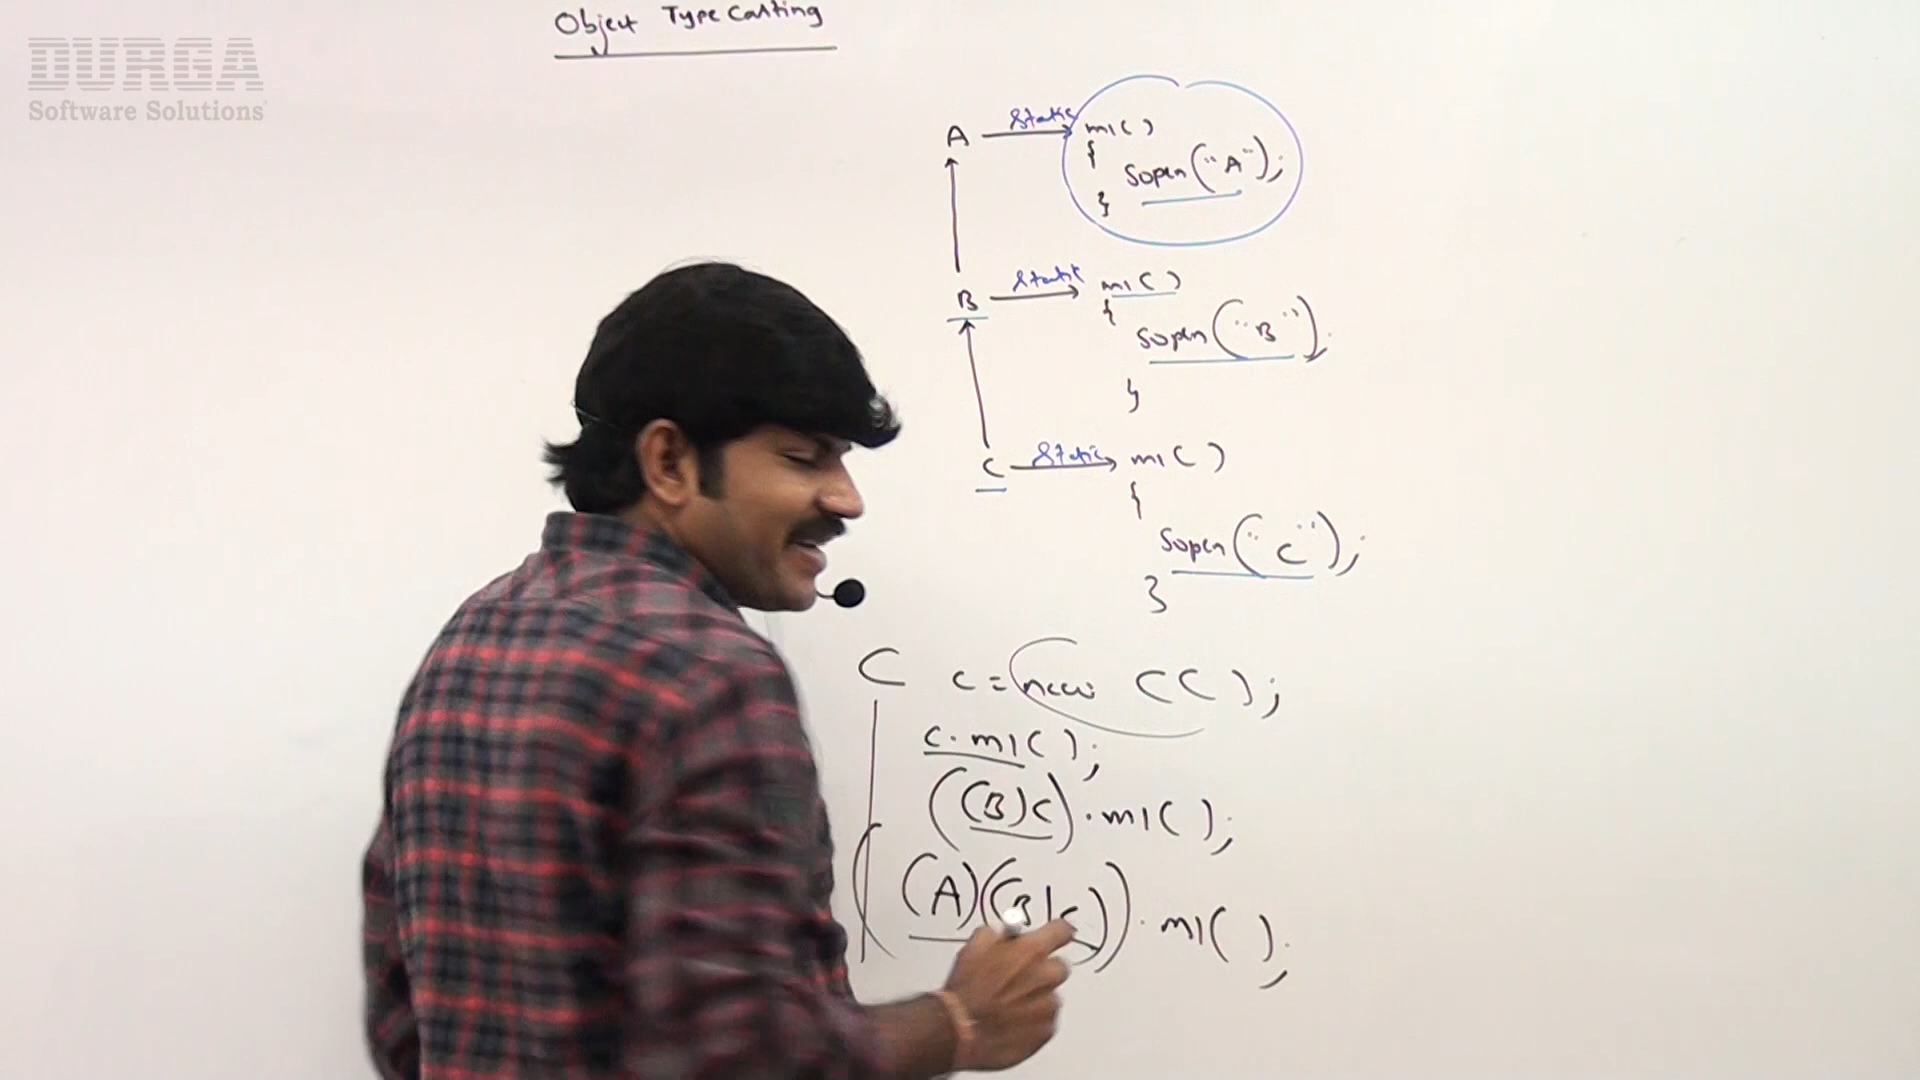 DURGA
Software Solutions
Object Type Casting
A static m1( )
{
Sopln("A");
}
B static m1( )
{
Sopln("B");
}
C static m1( )
{
Sopln("C");
}
C c = new C( );
c.m1( );
((B)c).m1( );
((A)((B)c)).m1( );